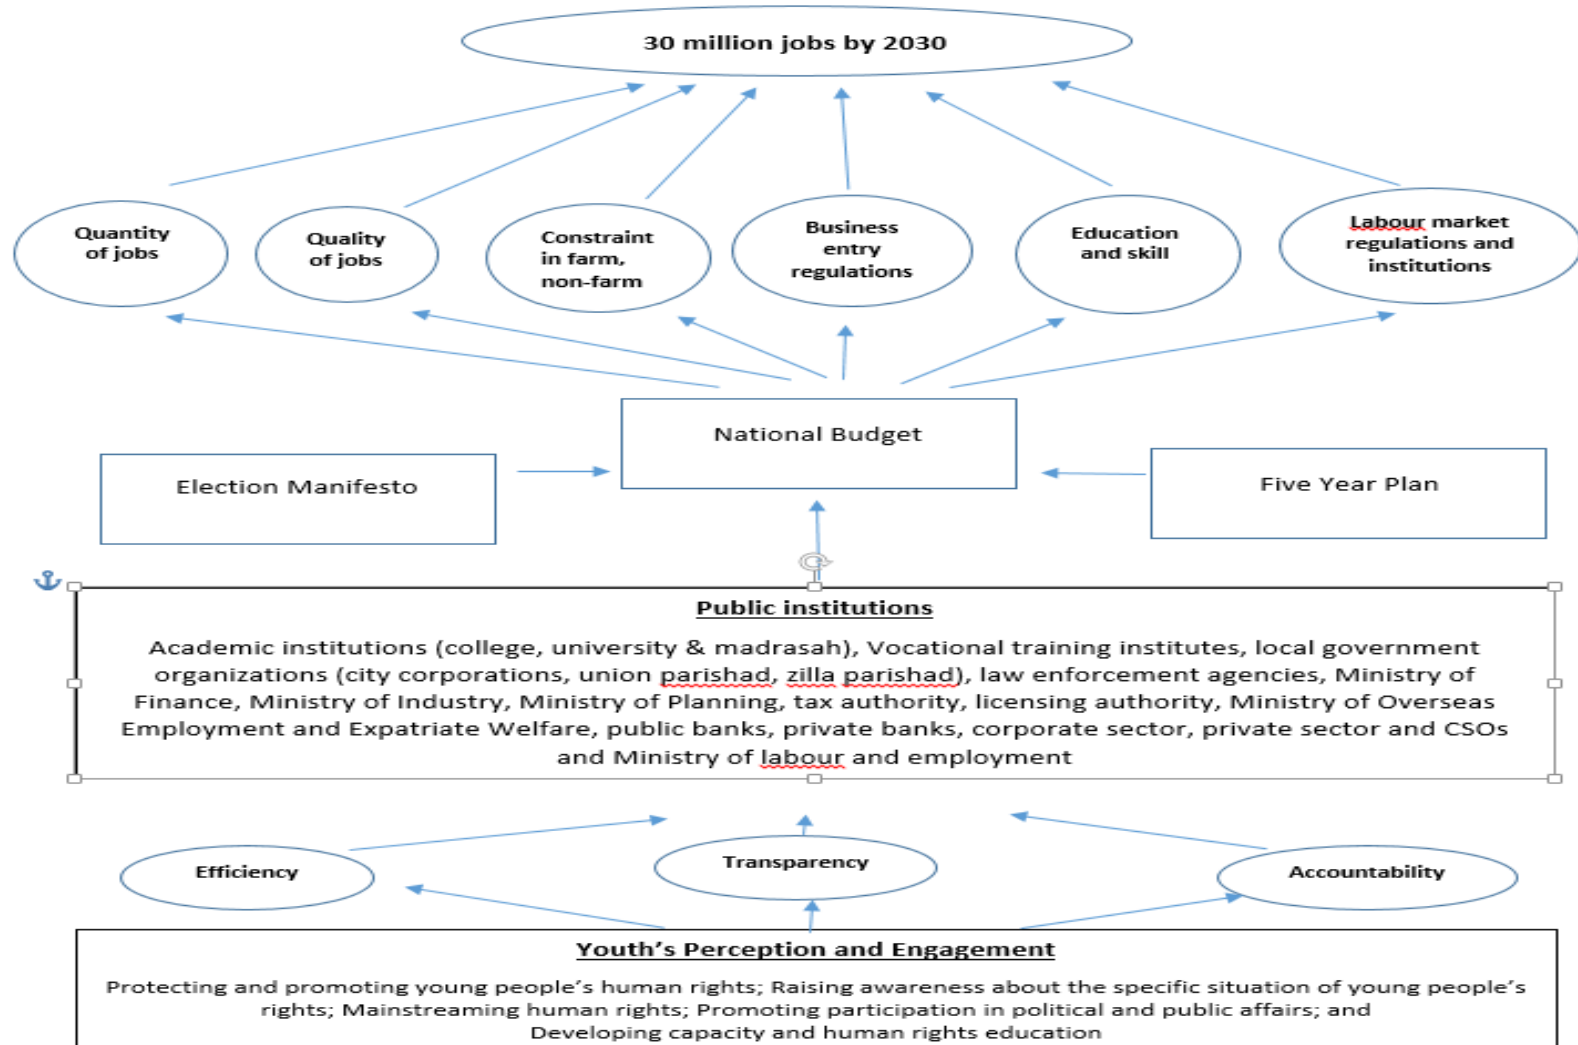 30 million jobs by 2030
Quantity
of jobs
Quality
of jobs
Constraint
in farm,
non-farm
Business
entry
regulations
Education
and skill
Labour market
regulations and
institutions
National Budget
Election Manifesto
Five Year Plan
Public institutions
Academic institutions (college, university & madrasah), Vocational training institutes, local government
organizations (city corporations, union parishad, zilla parishad), law enforcement agencies, Ministry of
Finance, Ministry of Industry, Ministry of Planning, tax authority, licensing authority, Ministry of Overseas
Employment and Expatriate Welfare, public banks, private banks, corporate sector, private sector and CSOs
and Ministry of labour and employment
Efficiency
Transparency
Accountability
Youth’s Perception and Engagement
Protecting and promoting young people’s human rights; Raising awareness about the specific situation of young people’s
rights; Mainstreaming human rights; Promoting participation in political and public affairs; and
Developing capacity and human rights education